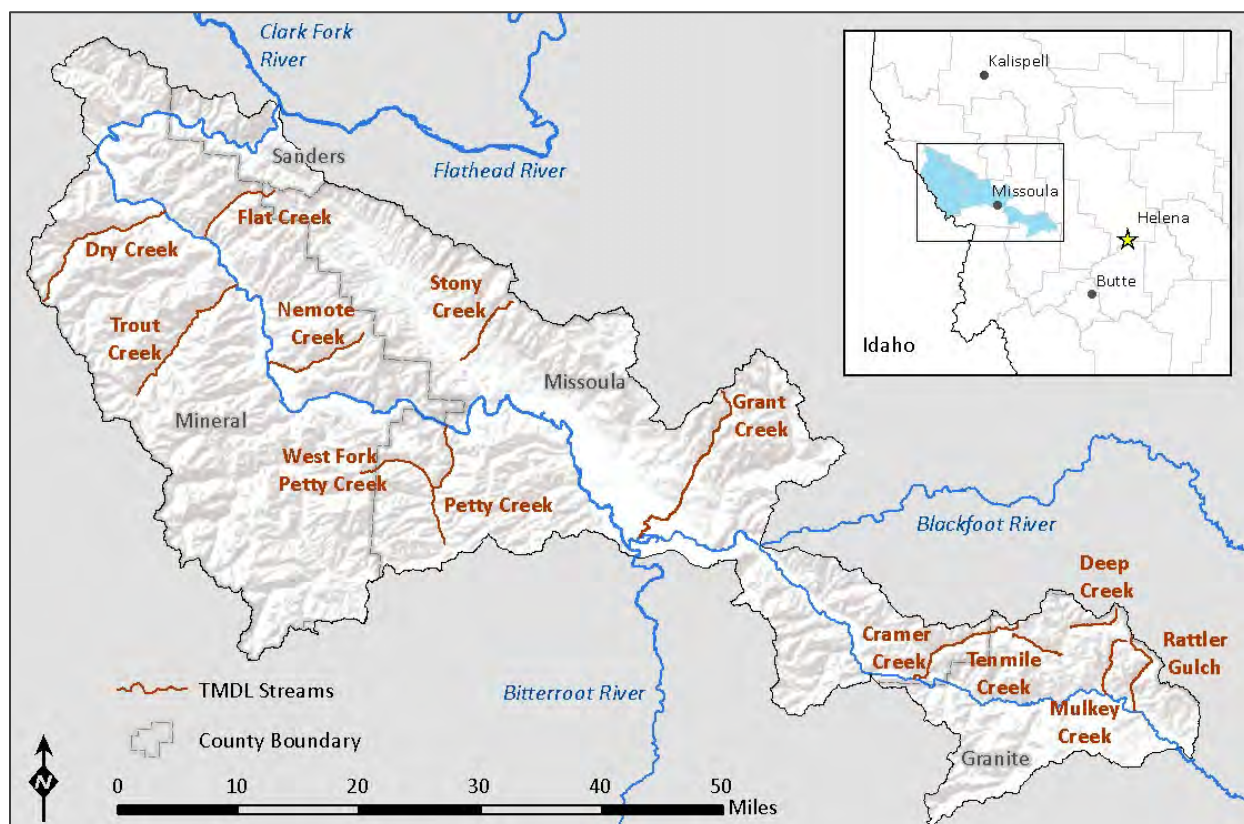 Clark Fork
River
Flathead River
Sanders
Flat Creek
Dry Creek
Stony
Creek
Nemote
Creek
Trout
Creek
Missoula
Mineral
Grant
Creek
West Fork
Petty Creek
Petty Creek
Blackfoot River
Deep
Creek
Cramer
Creek
Rattler
Gulch
Tenmile
Creek
Mulkey
Creek
Bitterroot River
Granite
TMDL Streams
County Boundary
N
0 10 20 30 40 50
Miles
Kalispell
Missoula
Helena
Butte
Idaho